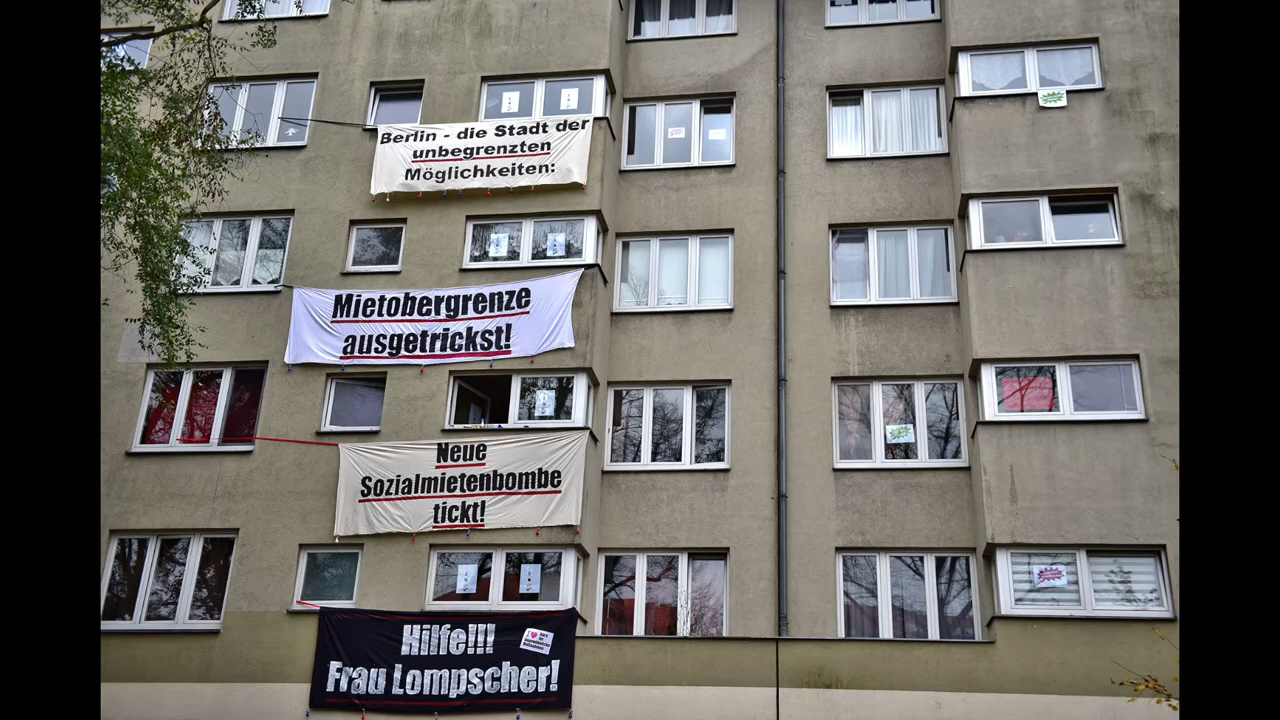 Berlin - die Stadt der
unbegrenzten
Möglichkeiten:
Mietobergrenze
ausgetrickst!
Neue
Sozialmietenbombe
tickt!
Hilfe!!!
Frau Lompscher!